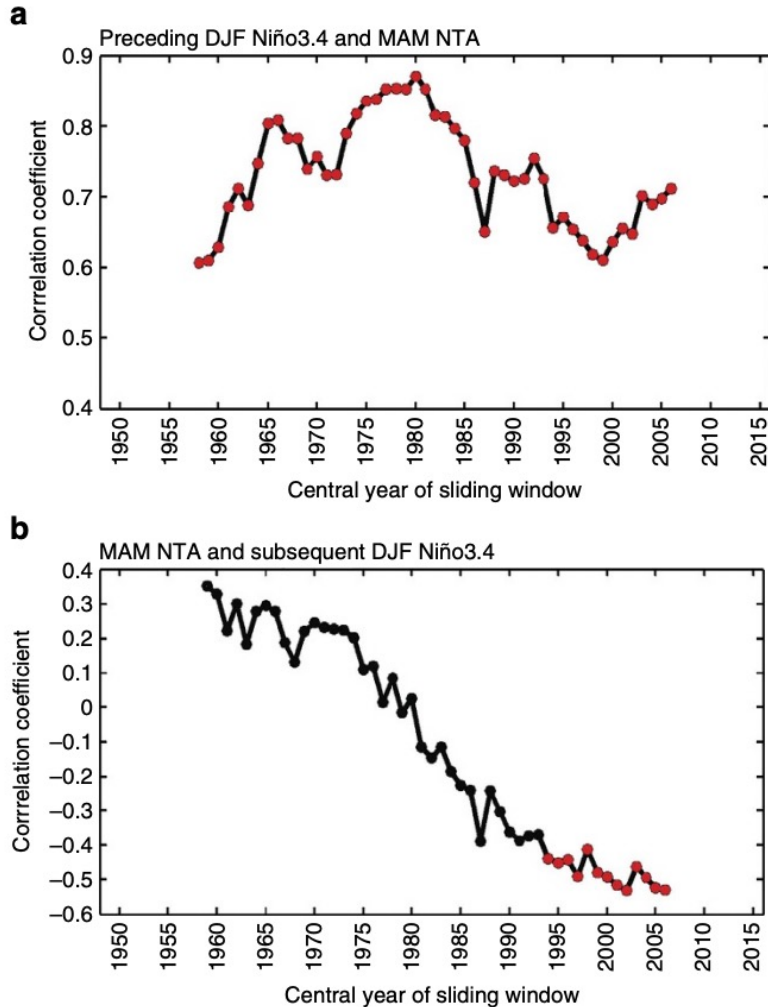 a
Preceding DJF Niño3.4 and MAM NTA
0.9
0.8
0.7
0.6
0.5
0.4
Corrrelation coefficient
1950 1955 1960 1965 1970 1975 1980 1985 1990 1995 2000 2005 2010 2015
Central year of sliding window
b
MAM NTA and subsequent DJF Niño3.4
0.4
0.3
0.2
0.1
0
−0.1
−0.2
−0.3
−0.4
−0.5
−0.6
Corrrelation coefficient
1950 1955 1960 1965 1970 1975 1980 1985 1990 1995 2000 2005 2010 2015
Central year of sliding window